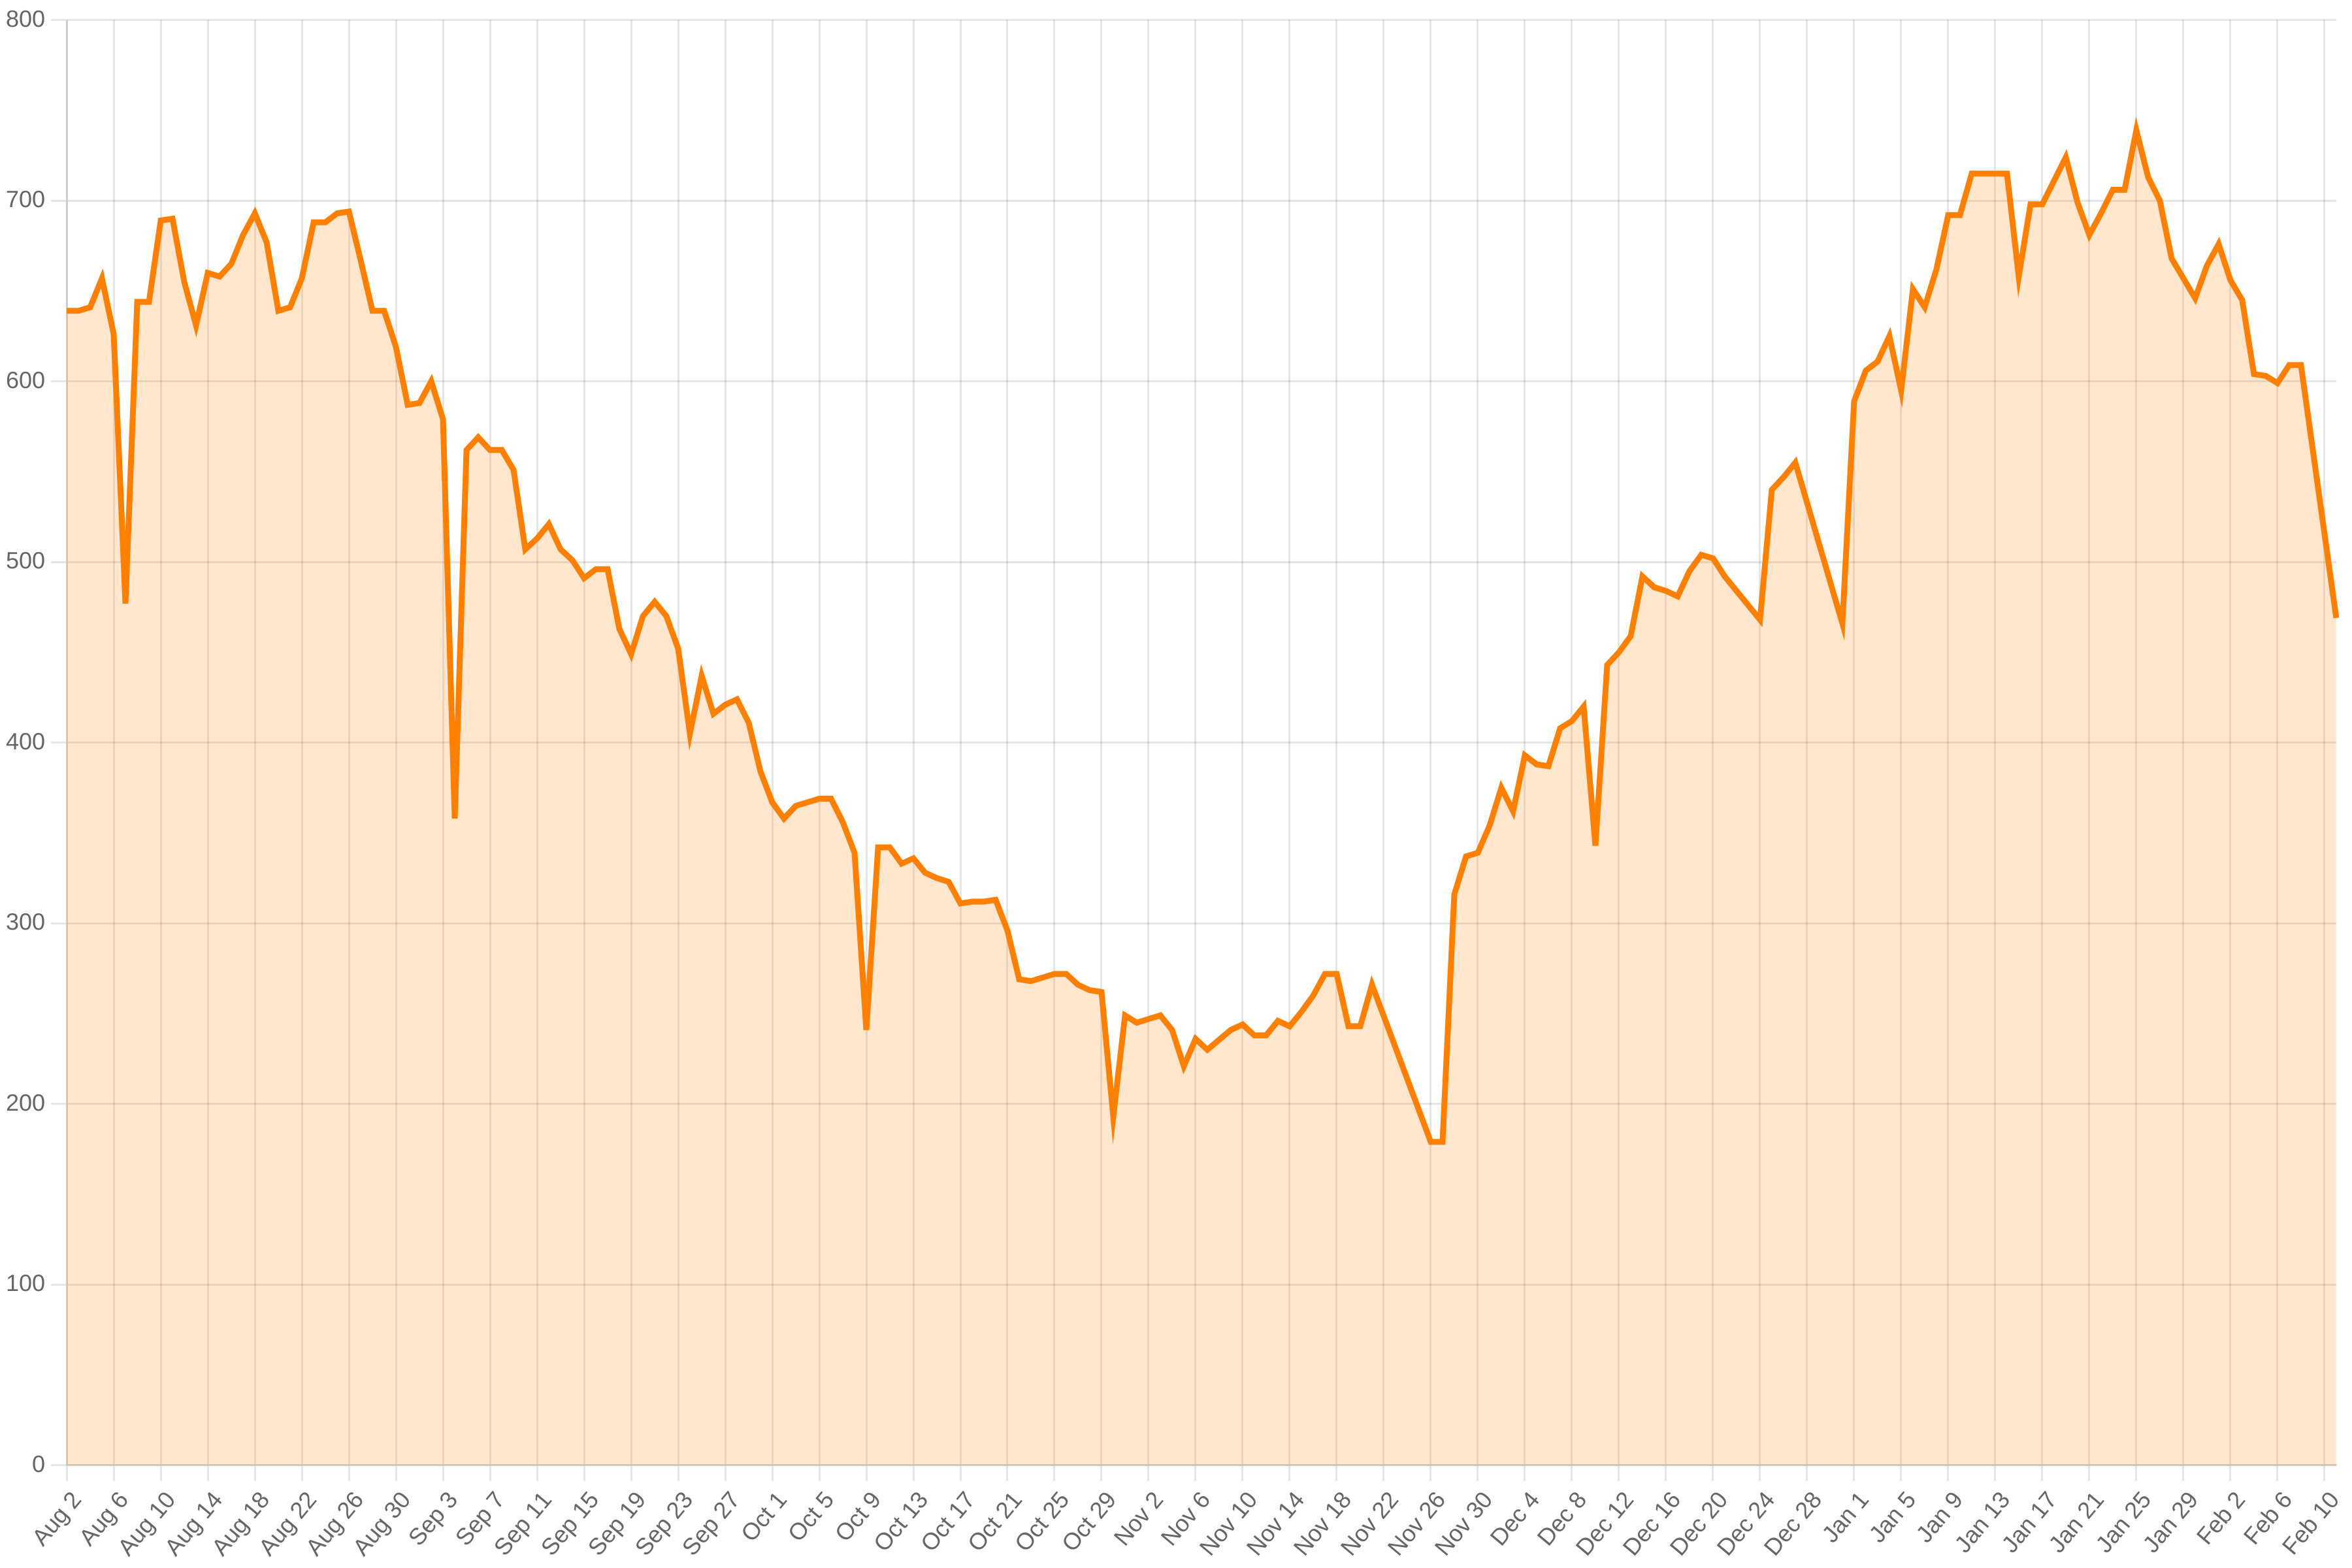 800
700
600
500
400
300
200
100
0
Aug 2
Aug 6
Aug 10
Aug 14
Aug 18
Aug 22
Aug 26
Aug 30
Sep 3
Sep 7
Sep 11
Sep 15
Sep 19
Sep 23
Sep 27
Oct 1
Oct 5
Oct 9
Oct 13
Oct 17
Oct 21
Oct 25
Oct 29
Nov 2
Nov 6
Nov 10
Nov 14
Nov 18
Nov 22
Nov 26
Nov 30
Dec 4
Dec 8
Dec 12
Dec 16
Dec 20
Dec 24
Dec 28
Jan 1
Jan 5
Jan 9
Jan 13
Jan 17
Jan 21
Jan 25
Jan 29
Feb 2
Feb 6
Feb 10